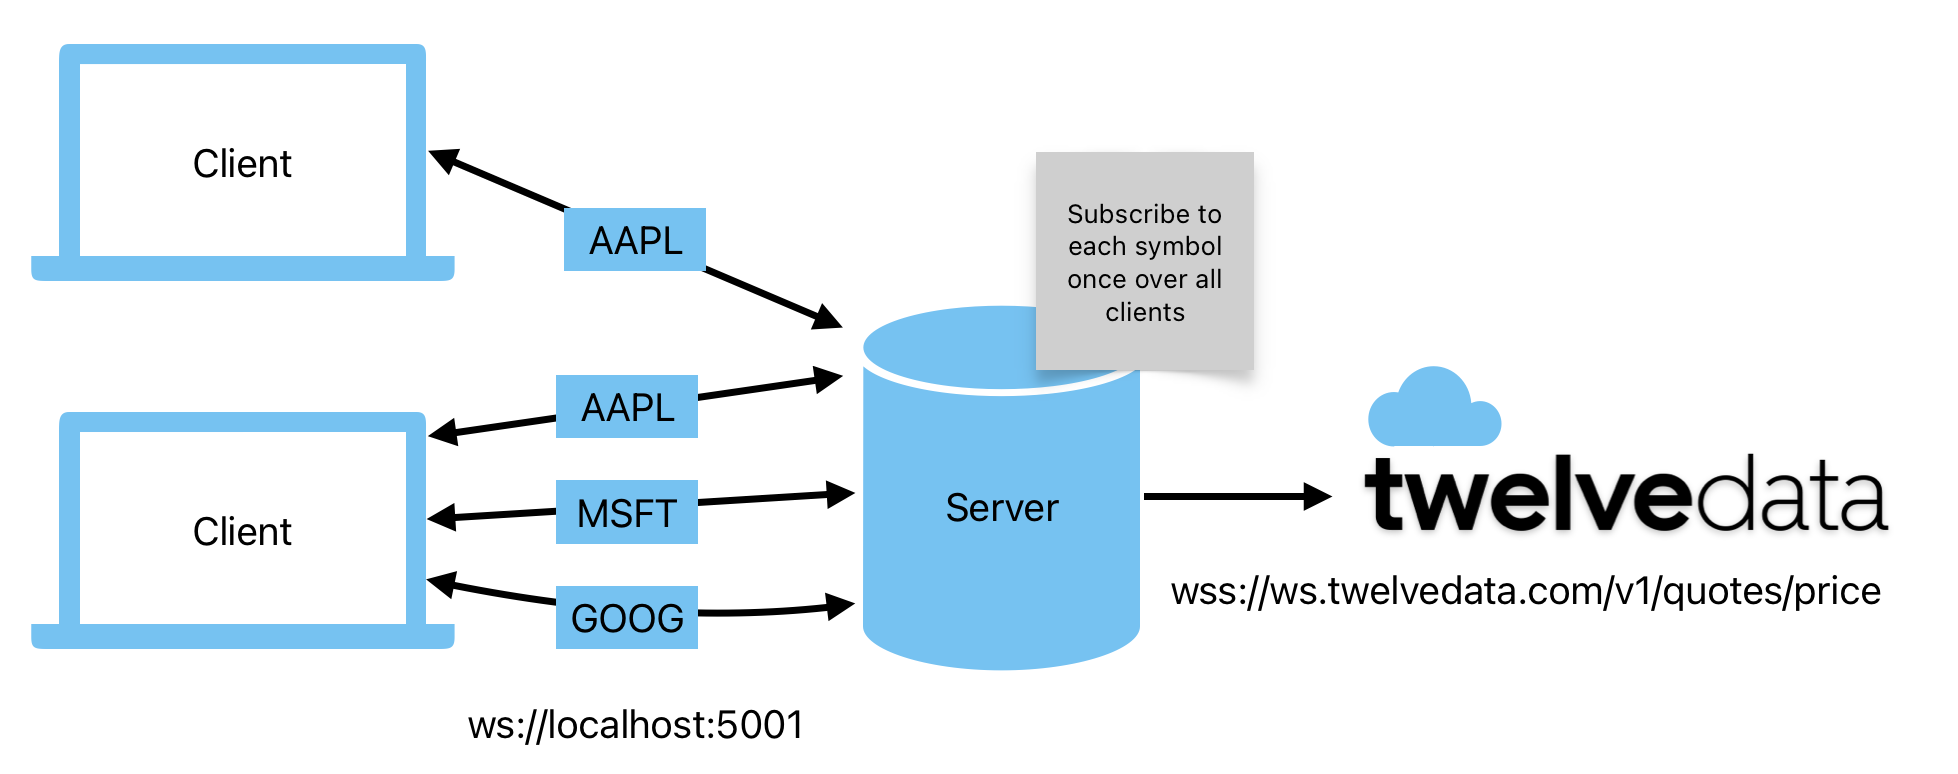 Client
AAPL
Subscribe to
each symbol
once over all
clients
AAPL
MSFT
GOOG
Client
Server
twelvedata
wss://ws.twelvedata.com/v1/quotes/price
ws://localhost:5001